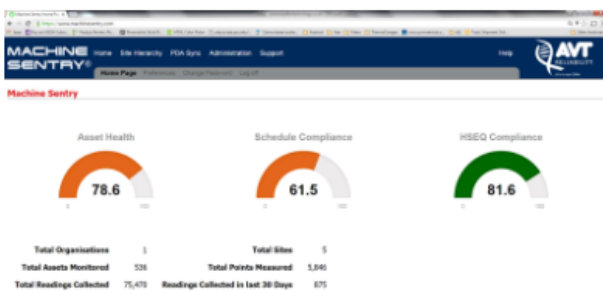 MACHINE
SENTRY®
Home Site Hierarchy PDA Sync Administration Support Help
AVT
RELIABILITY
Home Page Preferences Change Password Log off
Machine Sentry
Asset Health Schedule Compliance HSEQ Compliance
78.6 61.5 81.6
0 100 0 100 0 100
Total Organisations 1 Total Sites 5
Total Assets Monitored 536 Total Points Measured 5,846
Total Readings Collected 75,470 Readings Collected in last 30 Days 675